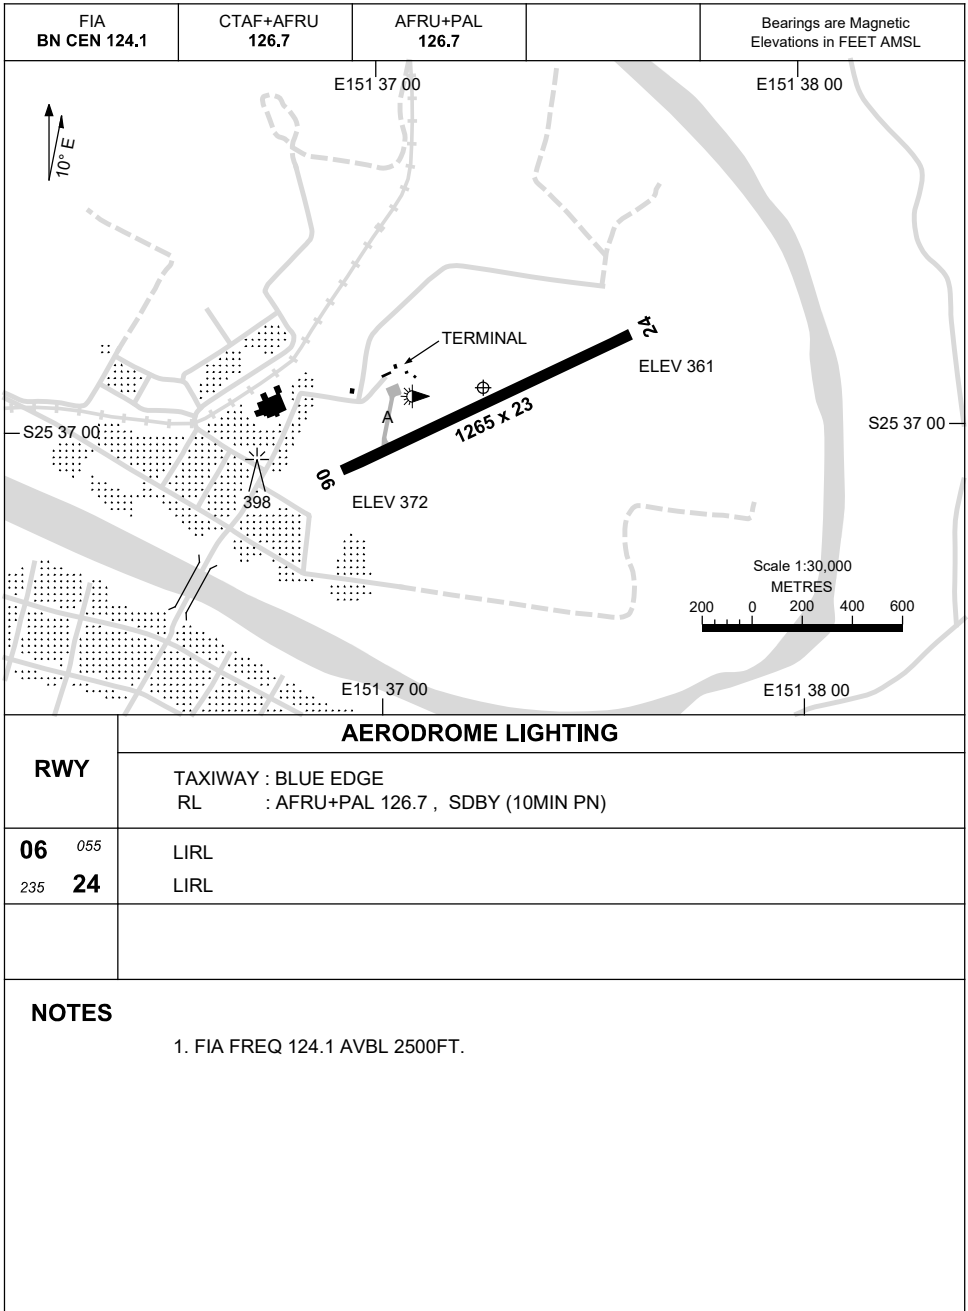 FIA
BN CEN 124.1
CTAF+AFRU
126.7
AFRU+PAL
126.7
Bearings are Magnetic
Elevations in FEET AMSL
E151 37 00
E151 38 00
10° E
TERMINAL
24
ELEV 361
1265 x 23
A
S25 37 00
S25 37 00
06
398
ELEV 372
Scale 1:30,000
METRES
200 0 200 400 600
E151 37 00
E151 38 00
RWY
AERODROME LIGHTING
TAXIWAY : BLUE EDGE
RL : AFRU+PAL 126.7 , SDBY (10MIN PN)
06 055 LIRL
235 24 LIRL
NOTES
1. FIA FREQ 124.1 AVBL 2500FT.